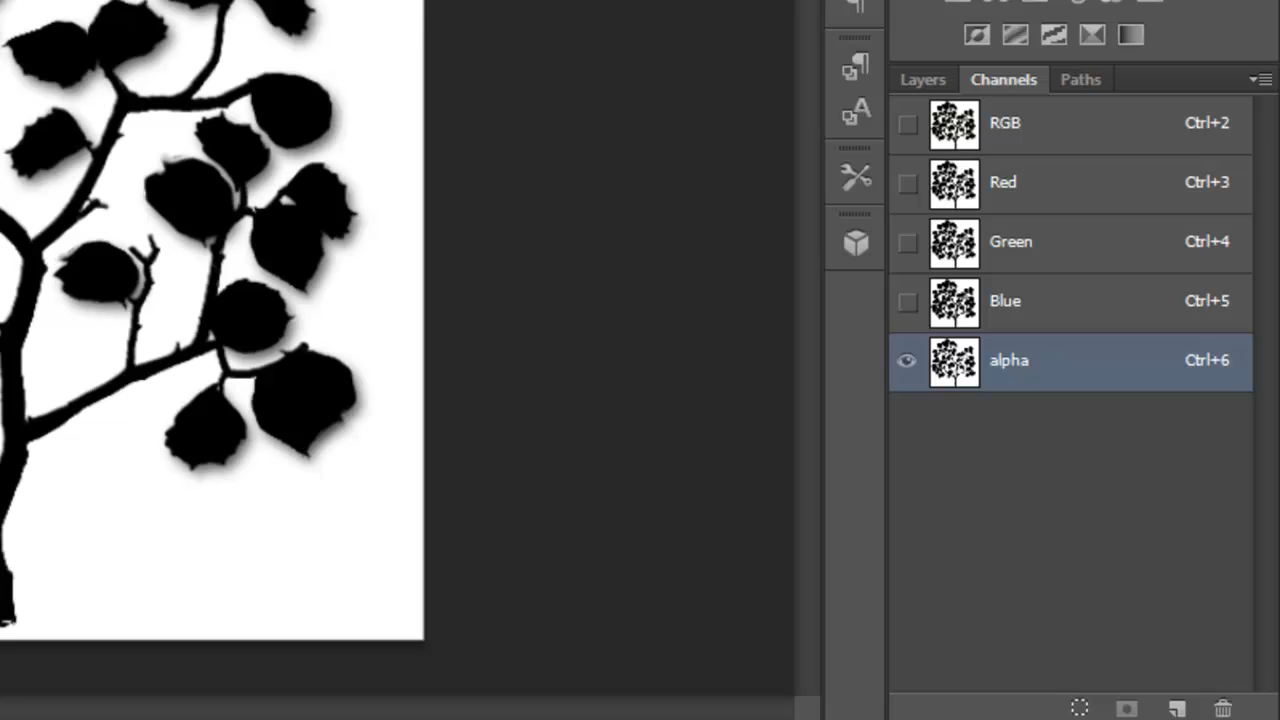 Layers Channels Paths
RGB Ctrl+2
Red Ctrl+3
Green Ctrl+4
Blue Ctrl+5
alpha Ctrl+6